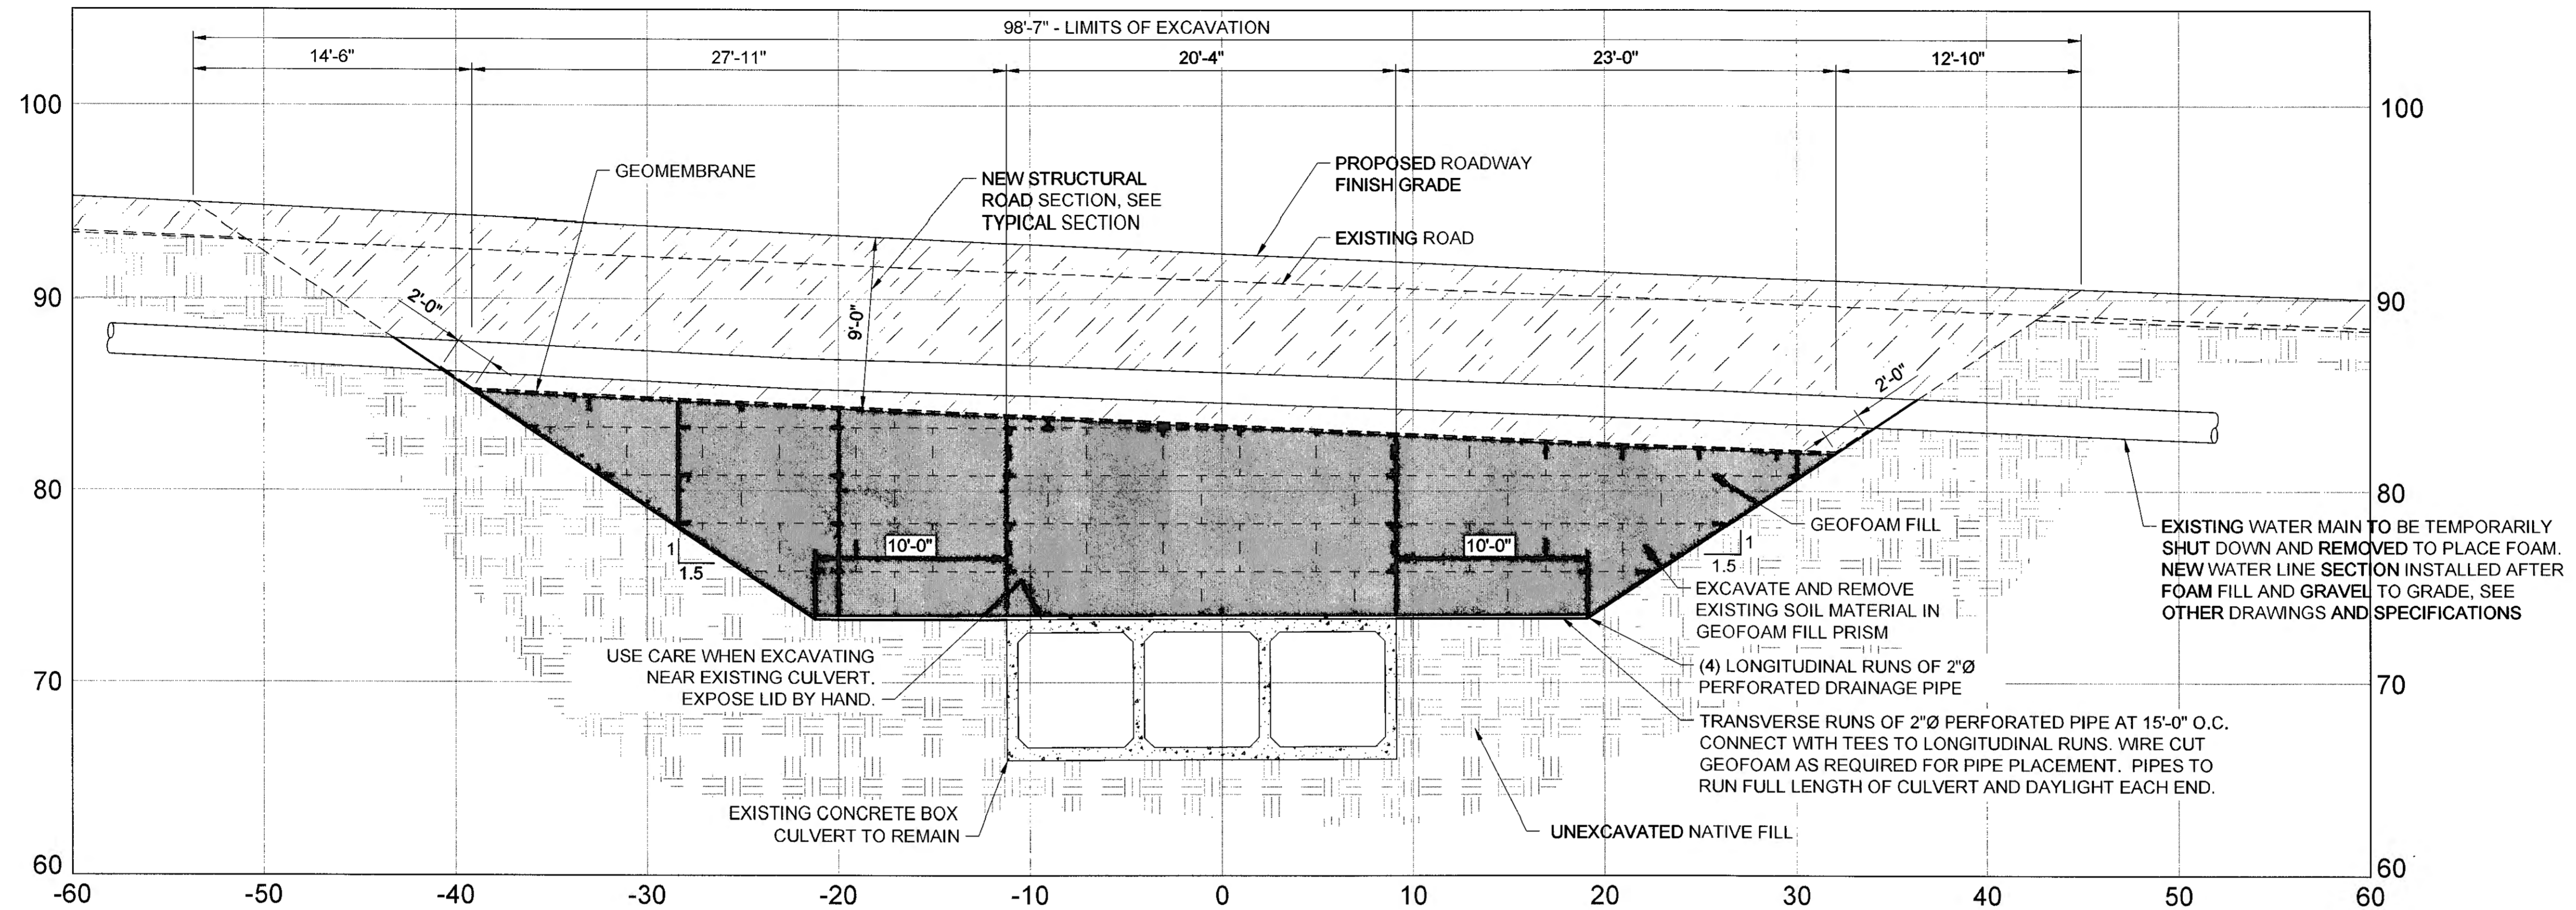 98'-7" - LIMITS OF EXCAVATION
14'-6" 27'-11" 20'-4" 23'-0" 12'-10"
100 100
GEOMEMBRANE
NEW STRUCTURAL
ROAD SECTION, SEE
TYPICAL SECTION
PROPOSED ROADWAY
FINISH GRADE
EXISTING ROAD
90 90
2'-0"
9'-0"
2'-0"
80 80
GEOFOAM FILL
EXISTING WATER MAIN TO BE TEMPORARILY
SHUT DOWN AND REMOVED TO PLACE FOAM.
NEW WATER LINE SECTION INSTALLED AFTER
FOAM FILL AND GRAVEL TO GRADE, SEE
OTHER DRAWINGS AND SPECIFICATIONS
10'-0" 10'-0"
1
1.5
1
1.5
EXCAVATE AND REMOVE
EXISTING SOIL MATERIAL IN
GEOFOAM FILL PRISM
USE CARE WHEN EXCAVATING
NEAR EXISTING CULVERT.
EXPOSE LID BY HAND.
(4) LONGITUDINAL RUNS OF 2"Ø
PERFORATED DRAINAGE PIPE
70 70
TRANSVERSE RUNS OF 2"Ø PERFORATED PIPE AT 15'-0" O.C.
CONNECT WITH TEES TO LONGITUDINAL RUNS. WIRE CUT
GEOFOAM AS REQUIRED FOR PIPE PLACEMENT. PIPES TO
RUN FULL LENGTH OF CULVERT AND DAYLIGHT EACH END.
EXISTING CONCRETE BOX
CULVERT TO REMAIN
UNEXCAVATED NATIVE FILL
60 60
-60 -50 -40 -30 -20 -10 0 10 20 30 40 50 60